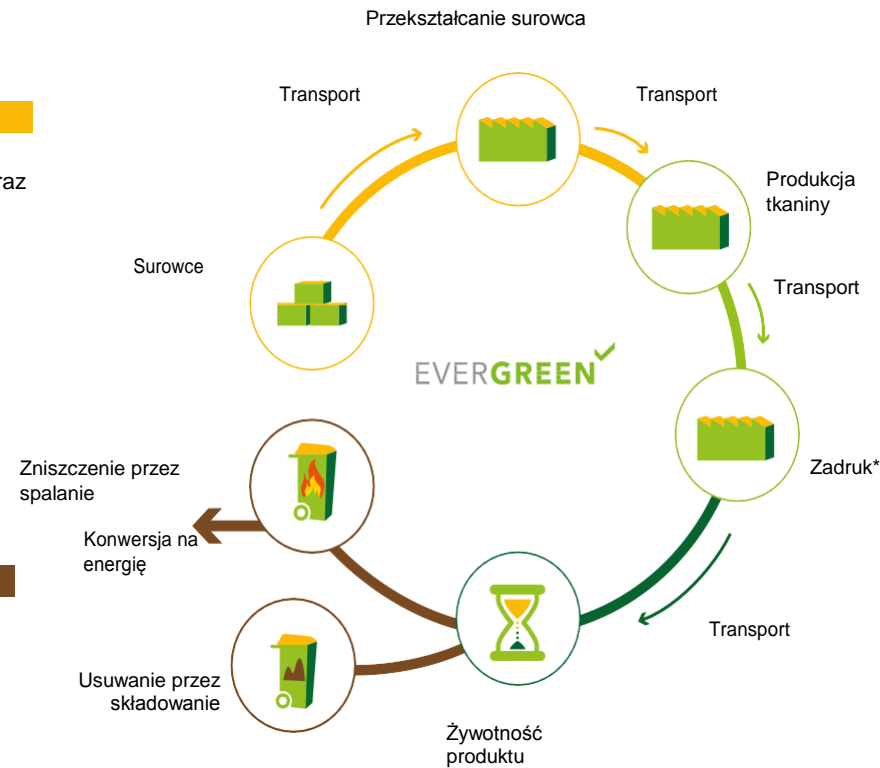 Przekształcanie surowca
Transport
Transport
raz
Produkcja
tkaniny
Surowce
Transport
EVERGREEN
Zniszczenie przez
spalanie
Zadruk*
Konwersja na
energię
Transport
Usuwanie przez
składowanie
Żywotność
produktu